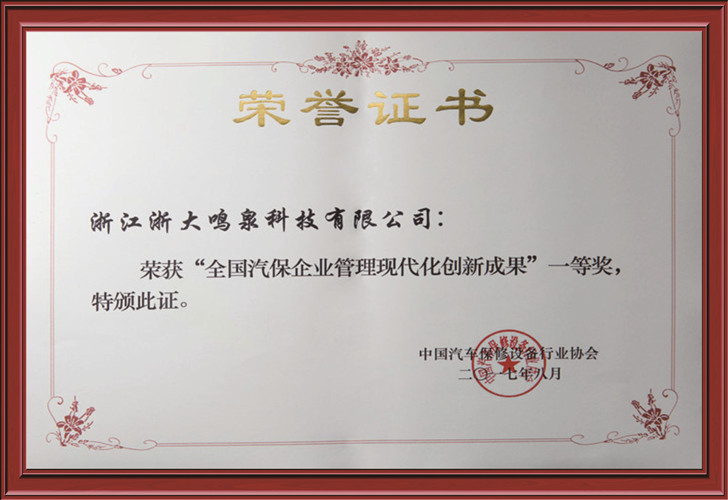 荣誉证书
浙江浙大鸣泉科技有限公司：
荣获“全国汽保企业管理现代化创新成果”一等奖，
特颁此证。
中国汽车保修设备行业协会
二〇一七年八月